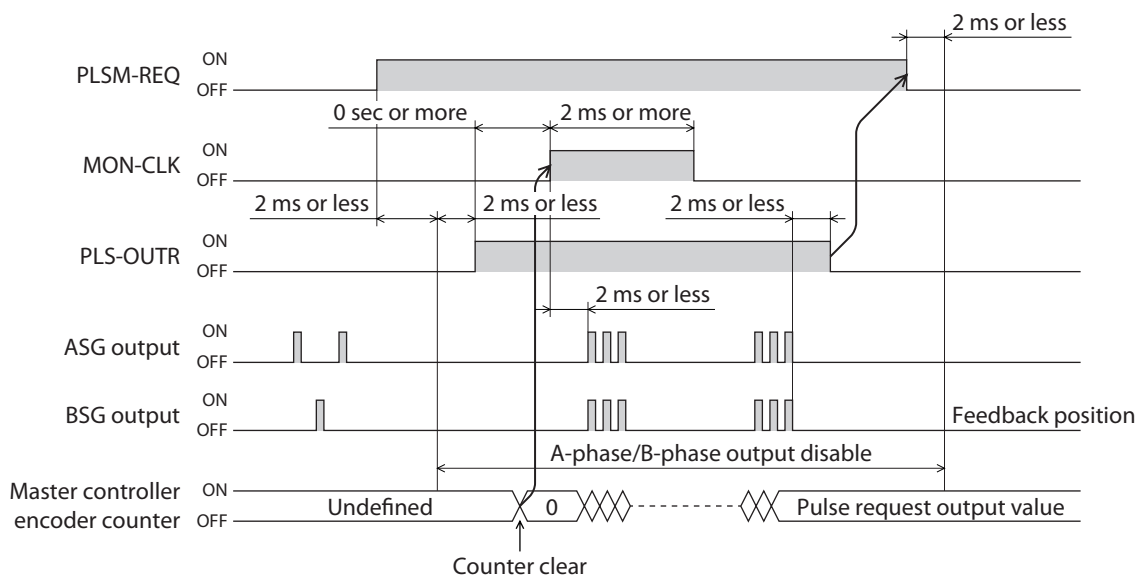 2 ms or less
PLSM-REQ
ON
OFF
0 sec or more
2 ms or more
MON-CLK
ON
OFF
2 ms or less
2 ms or less
2 ms or less
PLS-OUTR
ON
OFF
2 ms or less
ASG output
ON
OFF
BSG output
ON
OFF
Feedback position
A-phase/B-phase output disable
Master controller
encoder counter
ON
OFF
Undefined
0
Pulse request output value
Counter clear